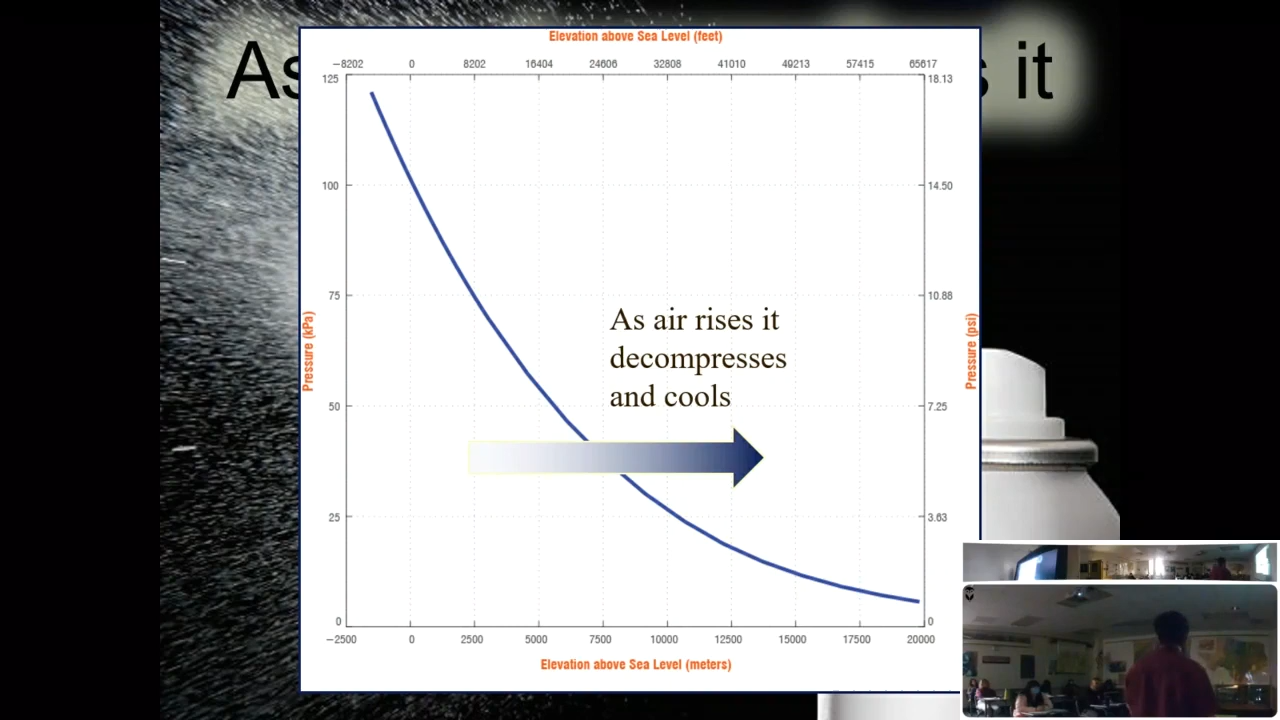 As
s it
Elevation above Sea Level (feet)
−8202 0 8202 16404 24606 32808 41010 49213 57415 65617
125 18.13
100 14.50
75 10.88
As air rises it
decompresses
and cools
Pressure (kPa)
Pressure (psi)
50 7.25
25 3.63
0 0
−2500 0 2500 5000 7500 10000 12500 15000 17500 20000
Elevation above Sea Level (meters)